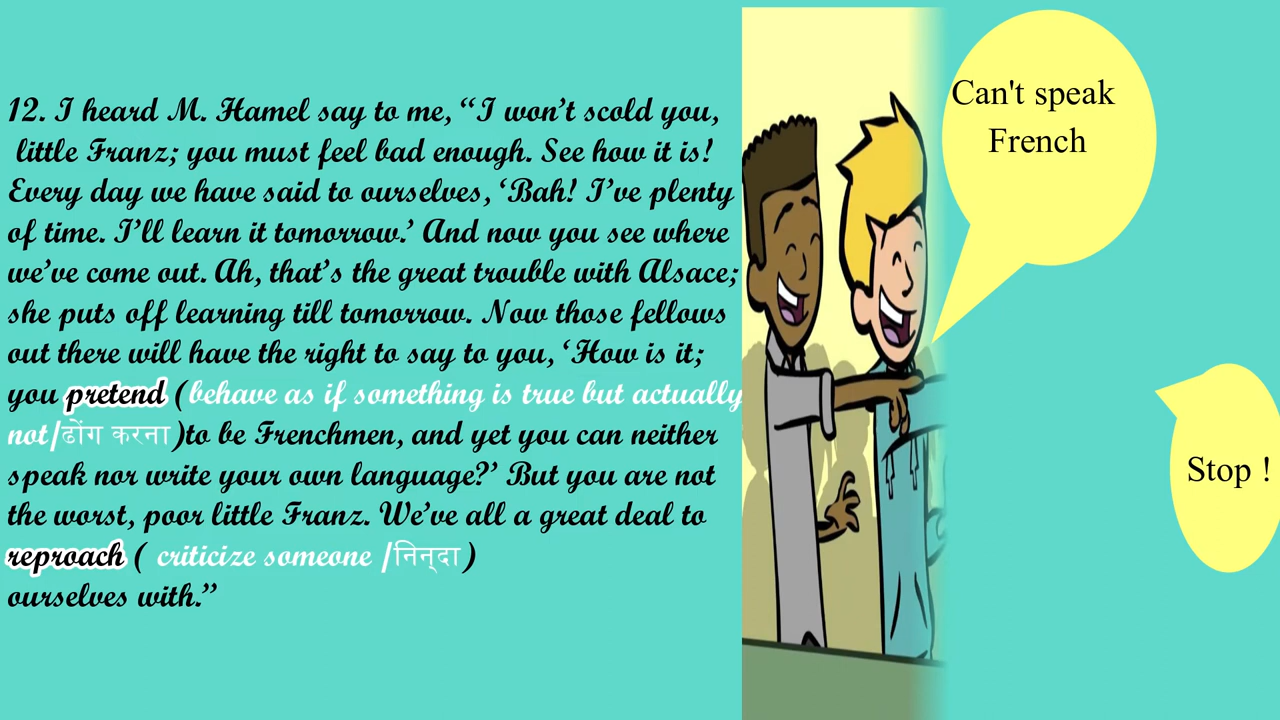 12. I heard M. Hamel say to me, “I won’t scold you,
little Franz; you must feel bad enough. See how it is!
Every day we have said to ourselves, ‘Bah! I’ve plenty
of time. I’ll learn it tomorrow.’ And now you see where
we’ve come out. Ah, that’s the great trouble with Alsace;
she puts off learning till tomorrow. Now those fellows
out there will have the right to say to you, ‘How is it;
you pretend (behave as if something is true but actually
not/ढोंग करना)to be Frenchmen, and yet you can neither
speak nor write your own language?’ But you are not
the worst, poor little Franz. We’ve all a great deal to
reproach ( criticize someone /निन्‌दा)
ourselves with.”
Can't speak
French
Stop !